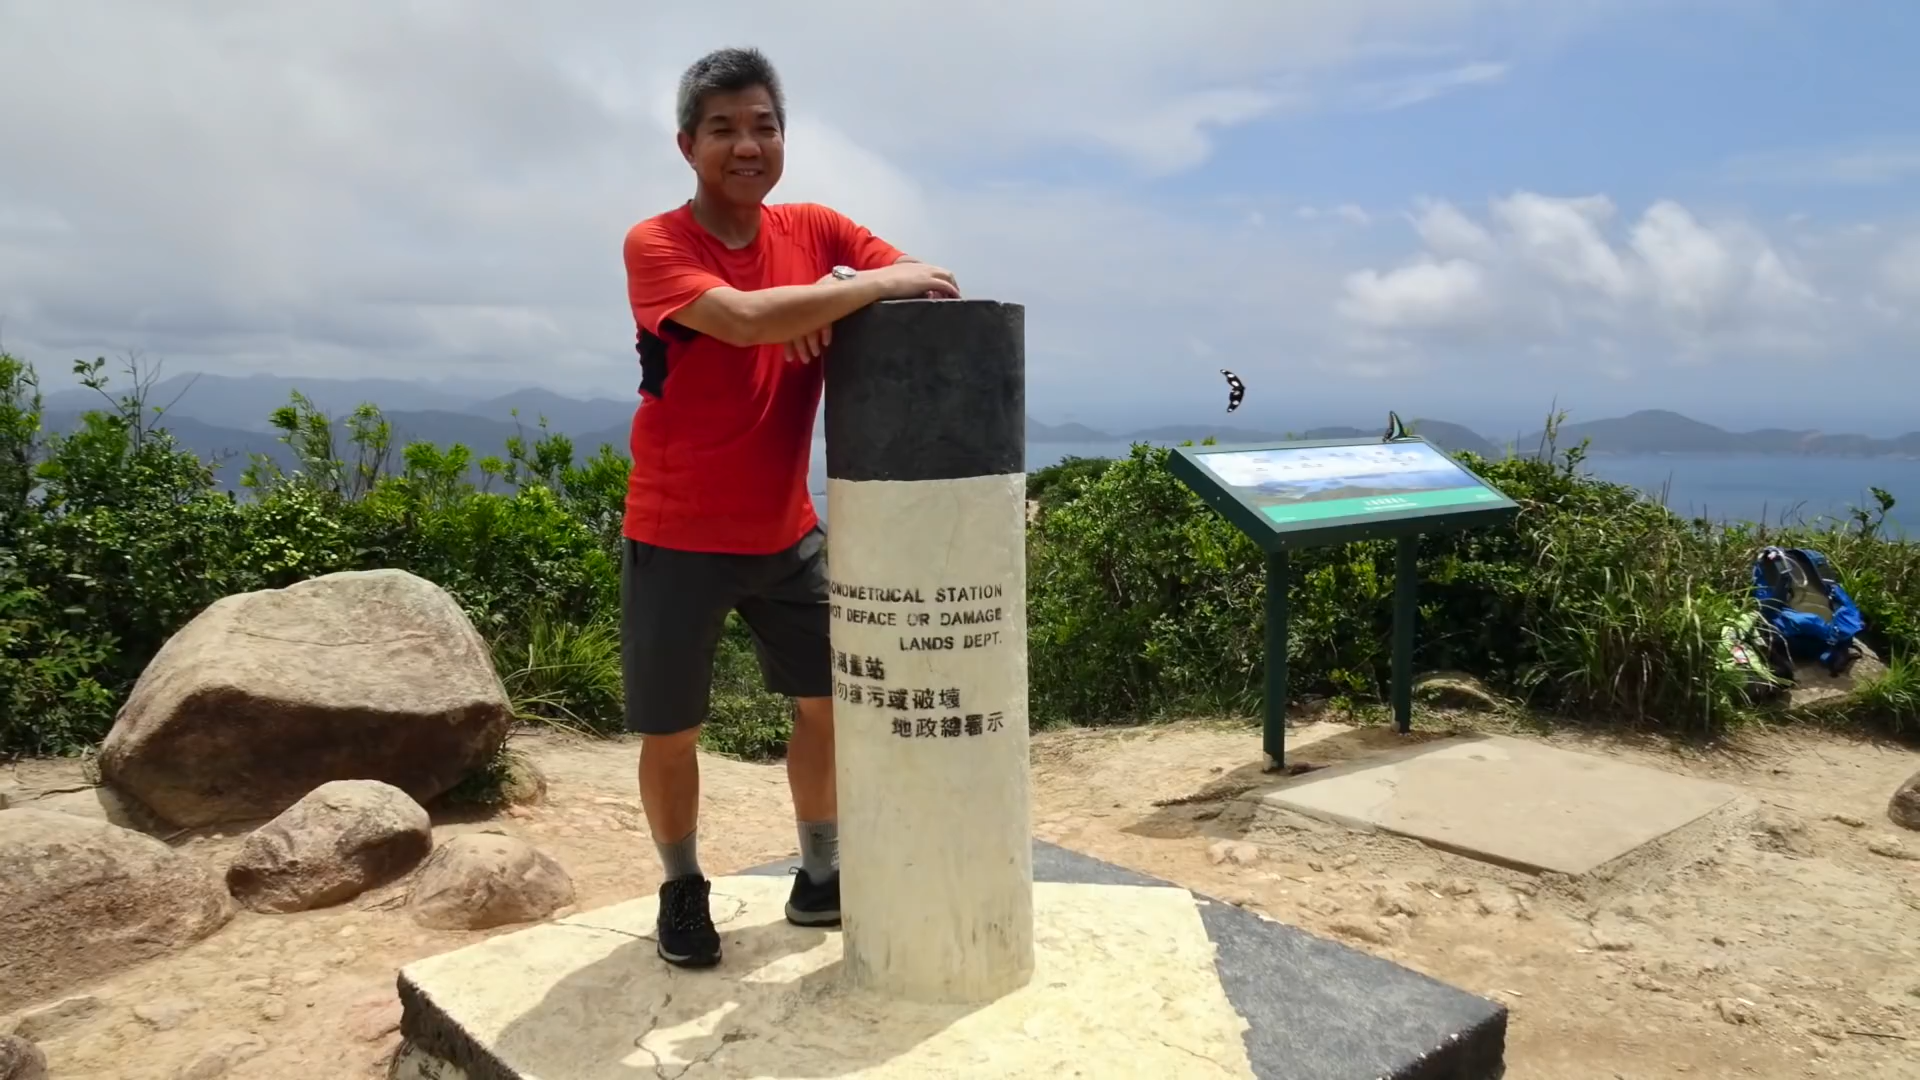 ONOMETRICAL STATION
OT DEFACE OR DAMAGE
LANDS DEPT.
測量站
勿塗污或破壞
地政總署示